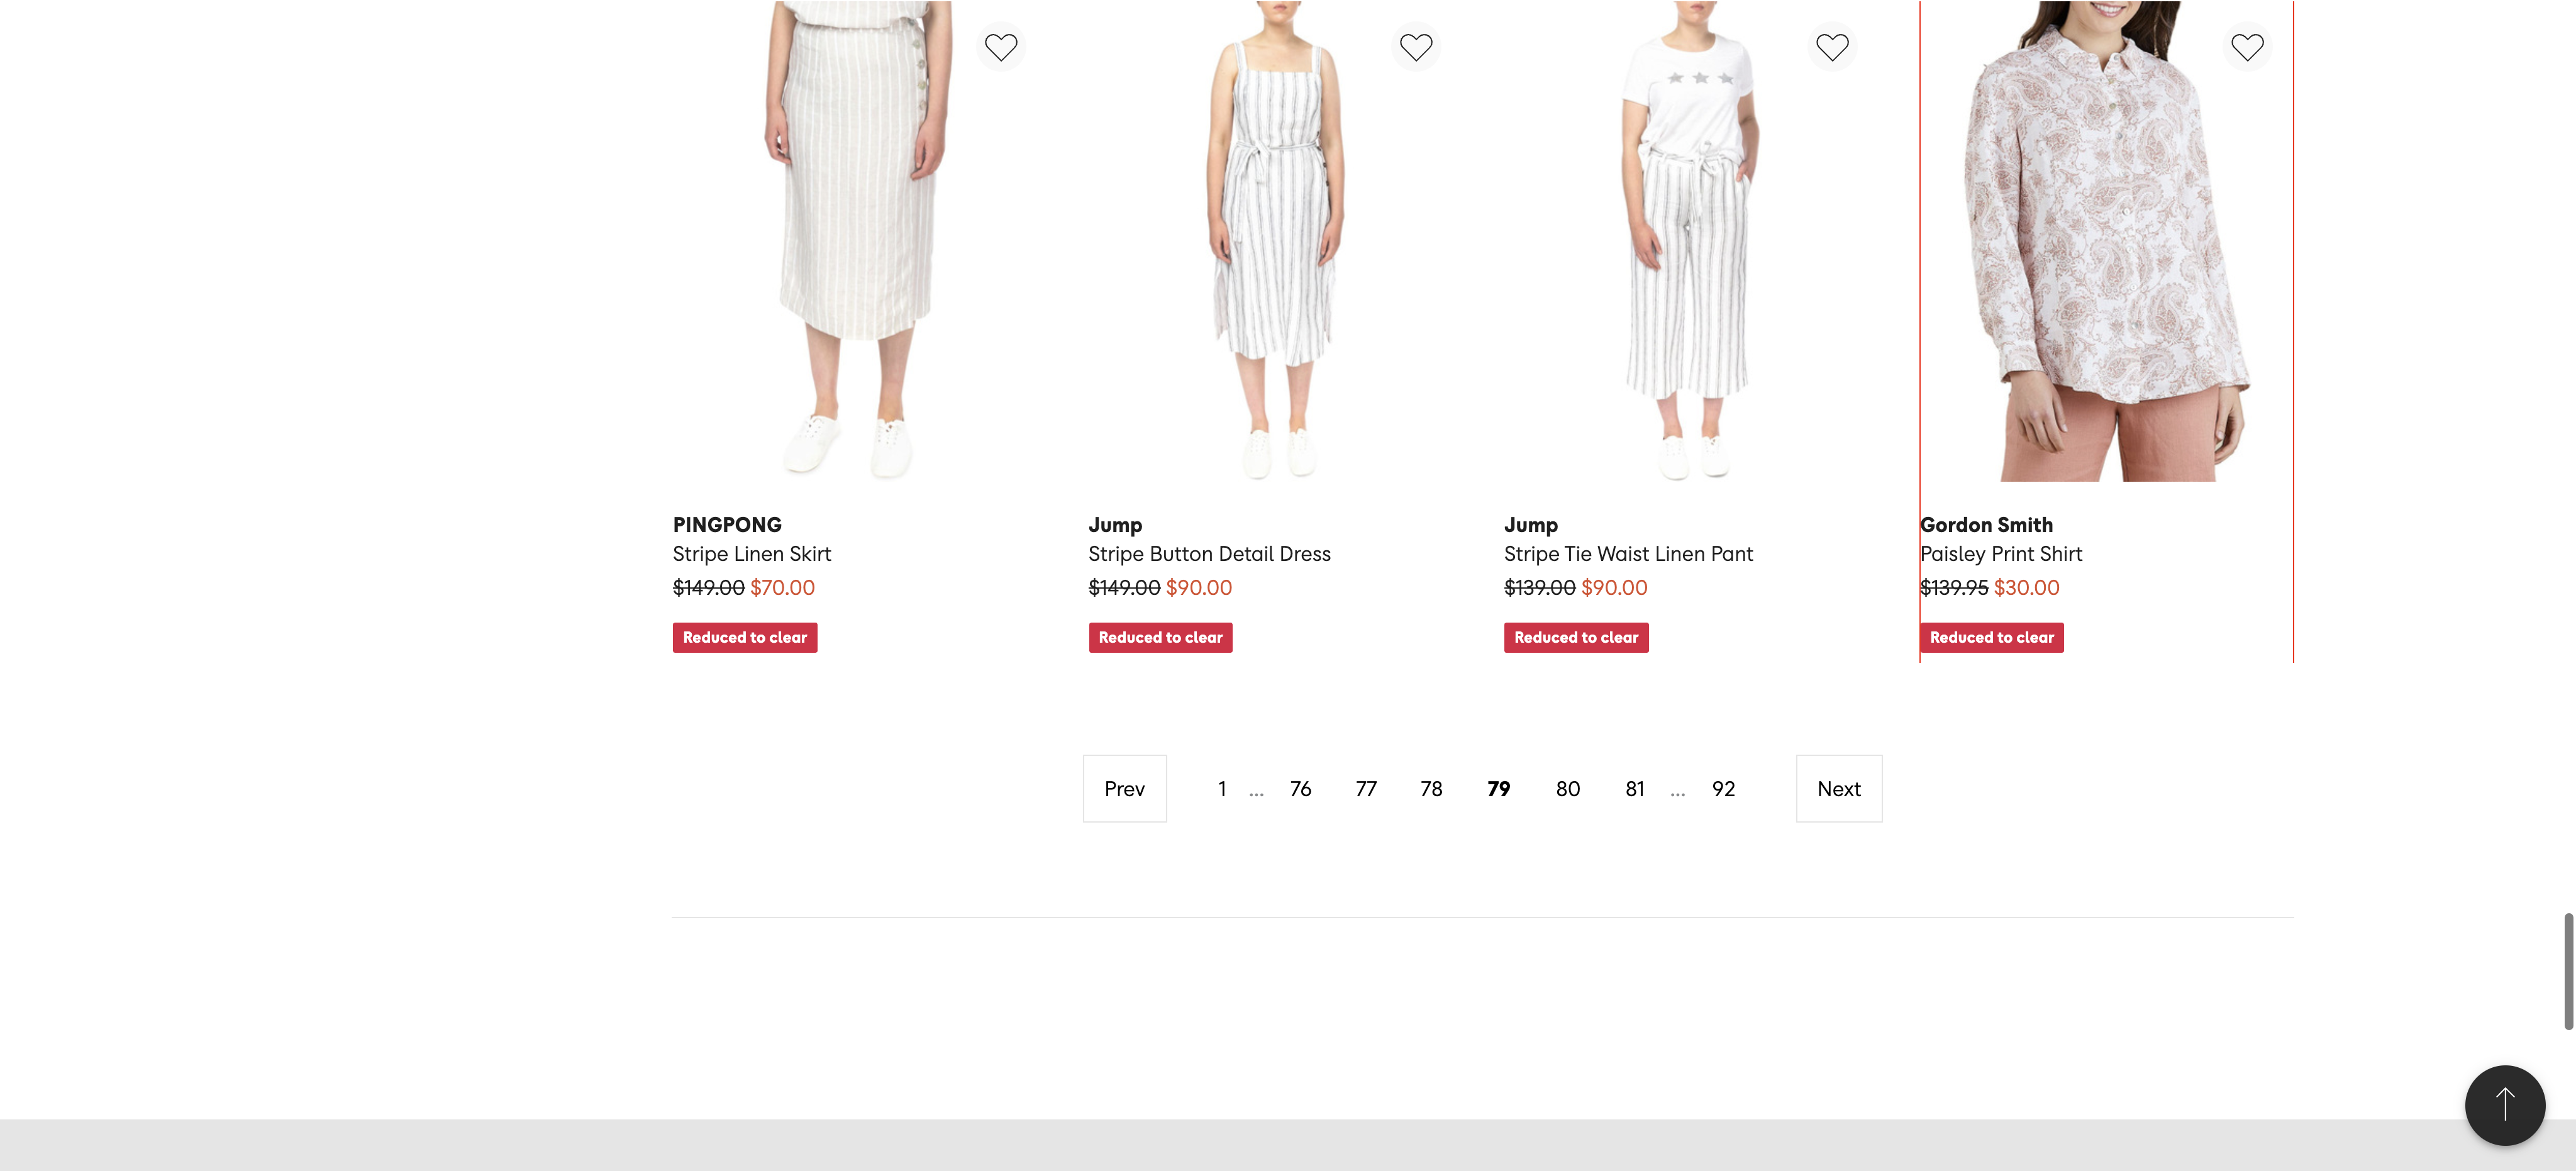 PINGPONG
Stripe Linen Skirt
$149.00 $70.00
Reduced to clear
Jump
Stripe Button Detail Dress
$149.00 $90.00
Reduced to clear
Jump
Stripe Tie Waist Linen Pant
$139.00 $90.00
Reduced to clear
Gordon Smith
Paisley Print Shirt
$139.95 $30.00
Reduced to clear
Prev 1 ... 76 77 78 79 80 81 ... 92 Next